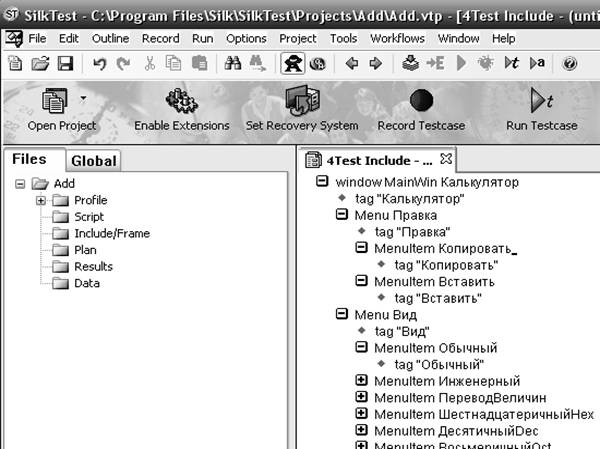 SilkTest - C:\Program Files\Silk\SilkTest\Projects\Add\Add.vtp - [4Test Include - (unti
File Edit Outline Record Run Options Project Tools Workflows Window Help
Open Project Enable Extensions Set Recovery System Record Testcase Run Testcase
Files Global
Add
Profile
Script
Include/Frame
Plan
Results
Data
4Test Include - ...
window MainWin Калькулятор
tag "Калькулятор"
Menu Правка
tag "Правка"
MenuItem Копировать_
tag "Копировать"
MenuItem Вставить
tag "Вставить"
Menu Вид
tag "Вид"
MenuItem Обычный
tag "Обычный"
MenuItem Инженерный
MenuItem ПереводВеличин
MenuItem ШестнадцатеричныйHex
MenuItem ДесятичныйDec
MenuItem ВосьмеричныйOct